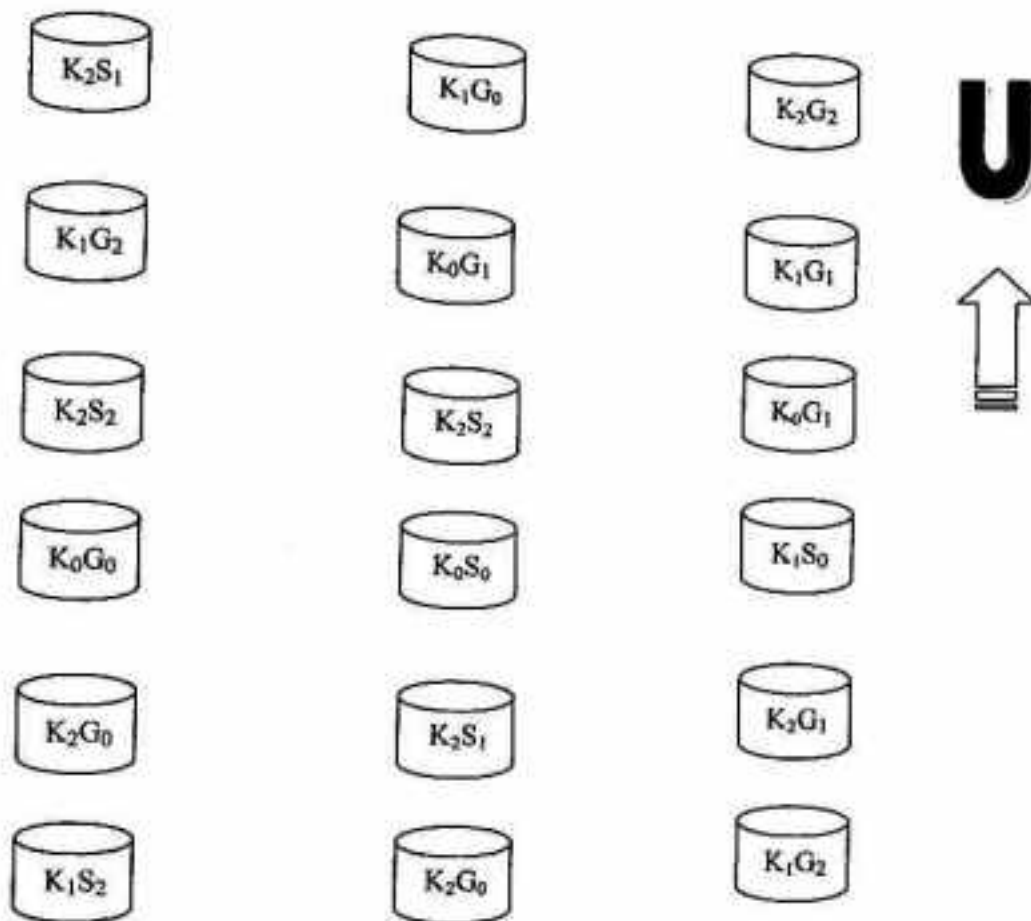 K₂S₁ K₁G₀ K₂G₂ U
K₁G₂ K₀G₁ K₁G₁
K₂S₂ K₂S₂ K₀G₁
K₀G₀ K₀S₀ K₁S₀
K₂G₀ K₂S₁ K₂G₁
K₁S₂ K₂G₀ K₁G₂